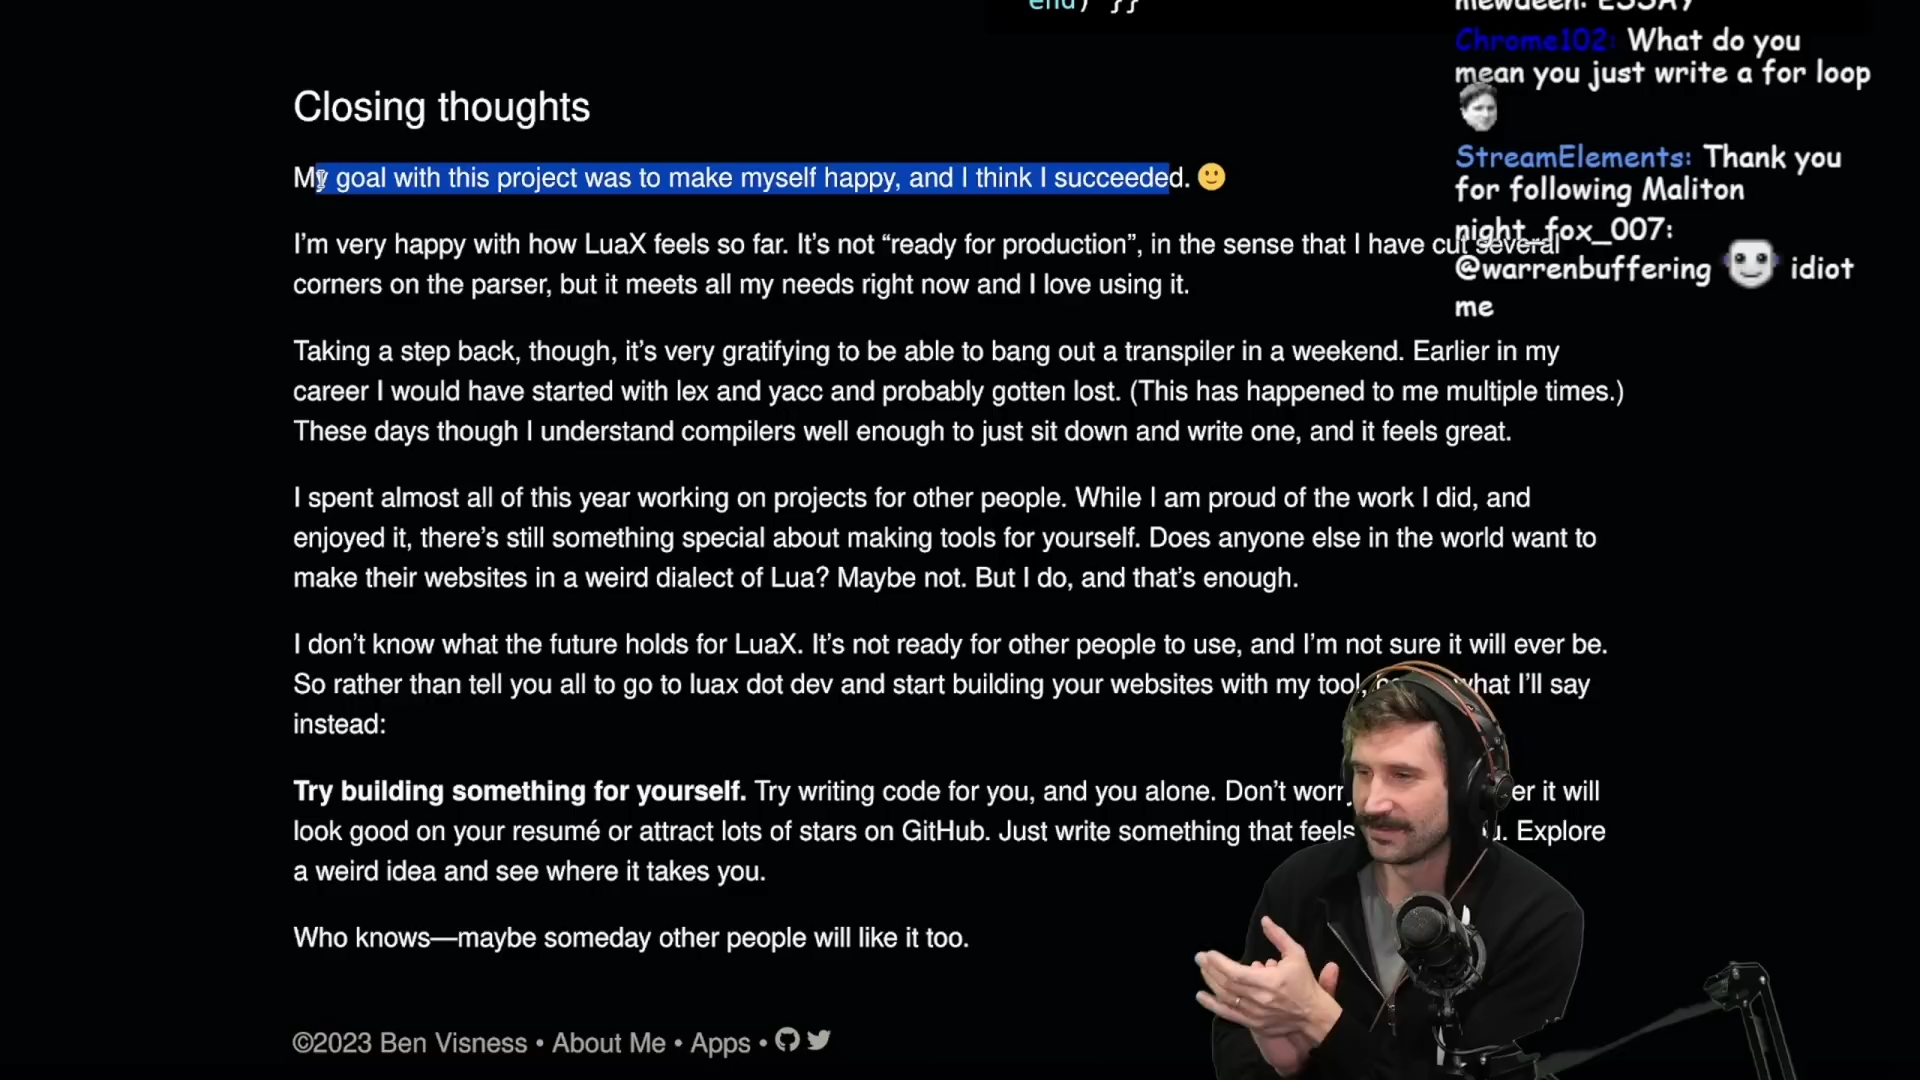 end) }}
Closing thoughts
My goal with this project was to make myself happy, and I think I succeeded. 🙂
I'm very happy with how LuaX feels so far. It's not “ready for production”, in the sense that I have cut several
corners on the parser, but it meets all my needs right now and I love using it.
Taking a step back, though, it's very gratifying to be able to bang out a transpiler in a weekend. Earlier in my
career I would have started with lex and yacc and probably gotten lost. (This has happened to me multiple times.)
These days though I understand compilers well enough to just sit down and write one, and it feels great.
I spent almost all of this year working on projects for other people. While I am proud of the work I did, and
enjoyed it, there's still something special about making tools for yourself. Does anyone else in the world want to
make their websites in a weird dialect of Lua? Maybe not. But I do, and that's enough.
I don't know what the future holds for LuaX. It's not ready for other people to use, and I'm not sure it will ever be.
So rather than tell you all to go to luax dot dev and start building your websites with my tool, what I'll say
instead:
Try building something for yourself. Try writing code for you, and you alone. Don't worry it will
look good on your resumé or attract lots of stars on GitHub. Just write something that feels Explore
a weird idea and see where it takes you.
Who knows—maybe someday other people will like it too.
©2023 Ben Visness • About Me • Apps •
mewdeen: ESSAY
Chrome102: What do you
mean you just write a for loop
StreamElements: Thank you
for following Maliton
night_fox_007:
@warrenbuffering idiot
me